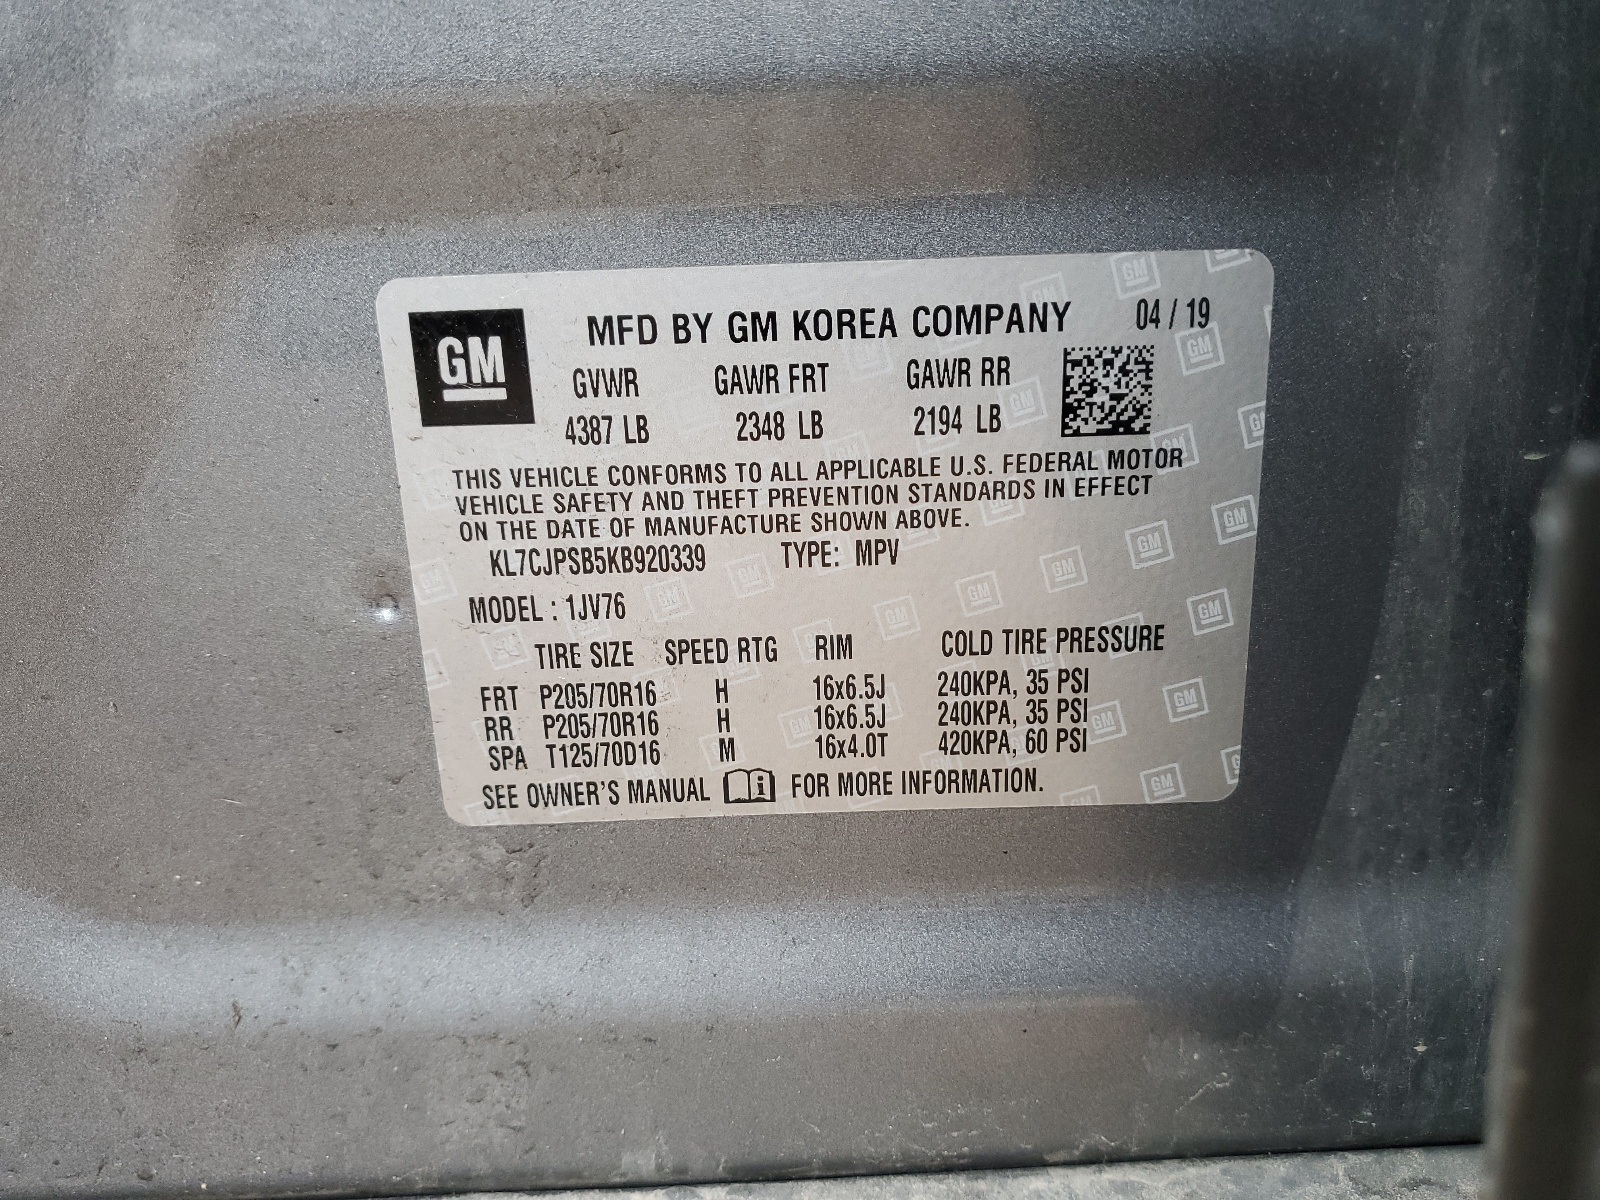 GM
MFD BY GM KOREA COMPANY 04 / 19
GVWR GAWR FRT GAWR RR
4387 LB 2348 LB 2194 LB
THIS VEHICLE CONFORMS TO ALL APPLICABLE U.S. FEDERAL MOTOR
VEHICLE SAFETY AND THEFT PREVENTION STANDARDS IN EFFECT
ON THE DATE OF MANUFACTURE SHOWN ABOVE.
KL7CJPSB5KB920339 TYPE: MPV
MODEL : 1JV76
TIRE SIZE SPEED RTG RIM COLD TIRE PRESSURE
FRT P205/70R16 H 16x6.5J 240KPA, 35 PSI
RR P205/70R16 H 16x6.5J 240KPA, 35 PSI
SPA T125/70D16 M 16x4.0T 420KPA, 60 PSI
SEE OWNER'S MANUAL i FOR MORE INFORMATION.